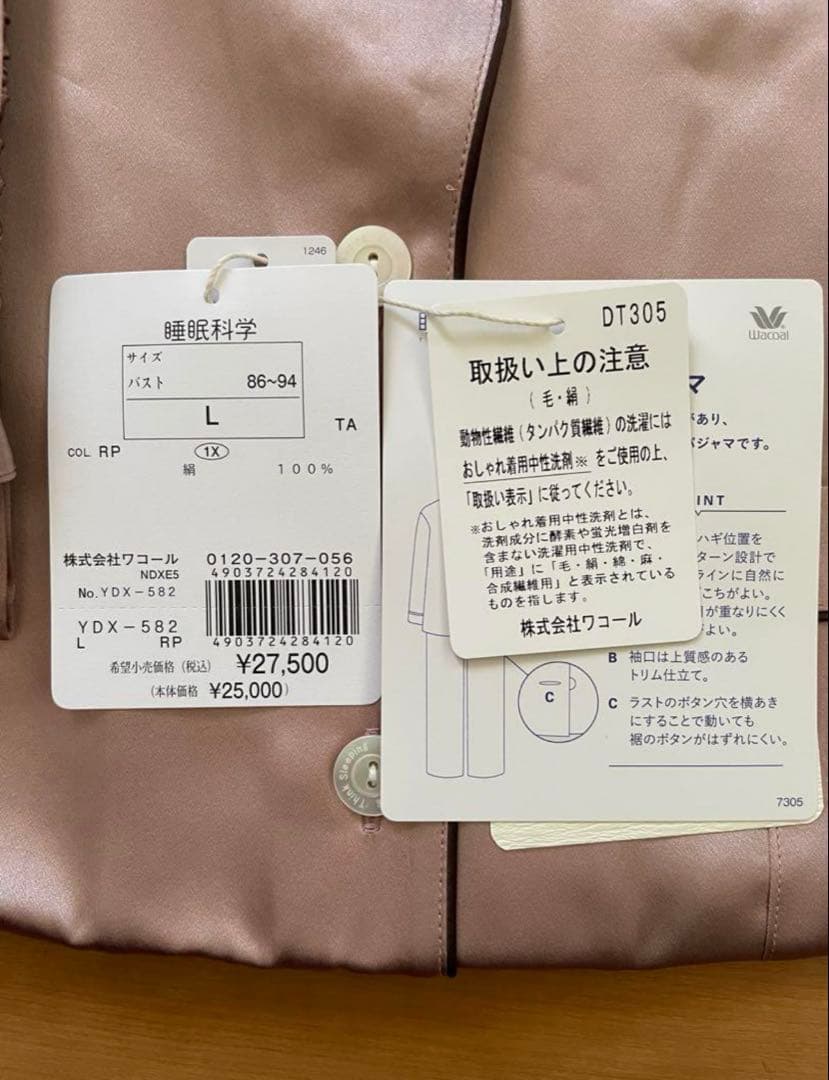 1246
睡眠科学
サイズ
バスト 86~94
L
TA
COL RP 1X
絹 100%
株式会社ワコール 0120-307-056
NDXE5 4903724284120
No.YDX-582
YDX-582
L RP 4903724284120
希望小売価格(税込) ¥27,500
(本体価格 ¥25,000)
DT305
取扱い上の注意
(毛・絹)
動物性繊維(タンパク質繊維)の洗濯には
おしゃれ着用中性洗剤※をご使用の上、
「取扱い表示」に従ってください。
※おしゃれ着用中性洗剤とは、
洗剤成分に酵素や蛍光増白剤を
含まない洗濯用中性洗剤で、
「用途」に「毛・絹・綿・麻・
合成繊維用」と表示されている
ものを指します。
株式会社ワコール
Wacoal
マ
があり、
パジャマです。
INT
ハギ位置を
ターン設計で
ラインに自然に
ごこちがよい。
が重なりにくく
よい。
B 袖口は上質感のある
トリム仕立て。
C
C ラストのボタン穴を横あき
にすることで動いても
裾のボタンがはずれにくい。
7305
Think Sleeping